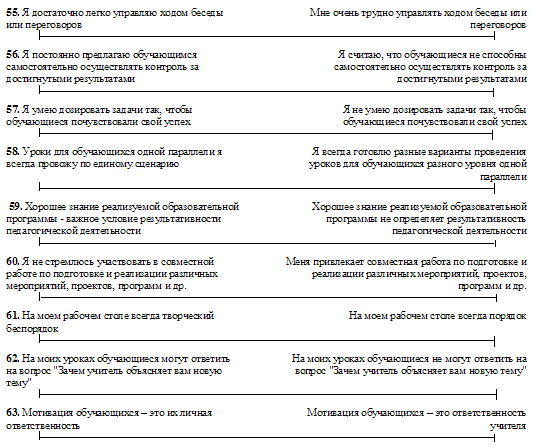 55. Я достаточно легко управляю ходом беседы
или переговоров
Мне очень трудно управлять ходом беседы или
переговоров
56. Я постоянно предлагаю обучающимся
самостоятельно осуществлять контроль за
достигнутыми результатами
Я считаю, что обучающиеся не способны
самостоятельно осуществлять контроль за
достигнутыми результатами
57. Я умею дозировать задачи так, чтобы
обучающиеся почувствовали свой успех
Я не умею дозировать задачи так, чтобы
обучающиеся почувствовали свой успех
58. Уроки для обучающихся одной параллели я
всегда провожу по единому сценарию
Я всегда готовлю разные варианты проведения
уроков для обучающихся разного уровня одной
параллели
59. Хорошее знание реализуемой образовательной
программы - важное условие результативности
педагогической деятельности
Хорошее знание реализуемой образовательной
программы не определяет результативность
педагогической деятельности
60. Я не стремлюсь участвовать в совместной
работе по подготовке и реализации различных
мероприятий, проектов, программ и др.
Меня привлекает совместная работа по подготовке и
реализации различных мероприятий, проектов,
программ и др.
61. На моем рабочем столе всегда творческий
беспорядок
На моем рабочем столе всегда порядок
62. На моих уроках обучающиеся могут ответить
на вопрос "Зачем учитель объясняет вам новую
тему"
На моих уроках обучающиеся не могут ответить на
вопрос "Зачем учитель объясняет вам новую тему"
63. Мотивация обучающихся – это их личная
ответственность
Мотивация обучающихся – это ответственность
учителя